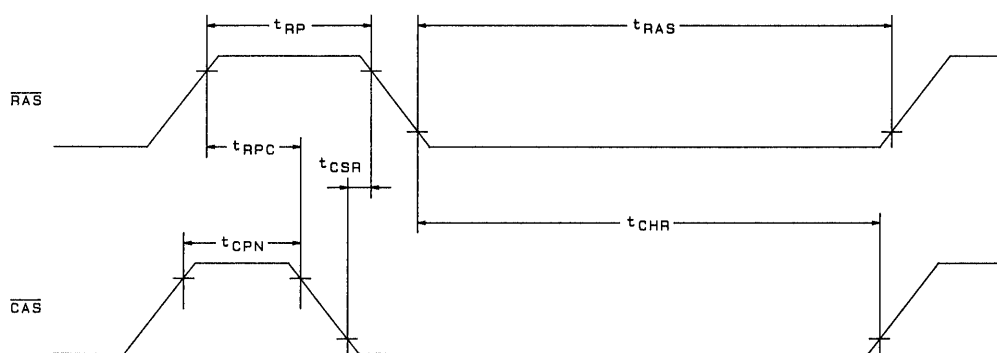 tRP
tRAS
RAS
tRPC
tCSR
tCHR
tCPN
CAS